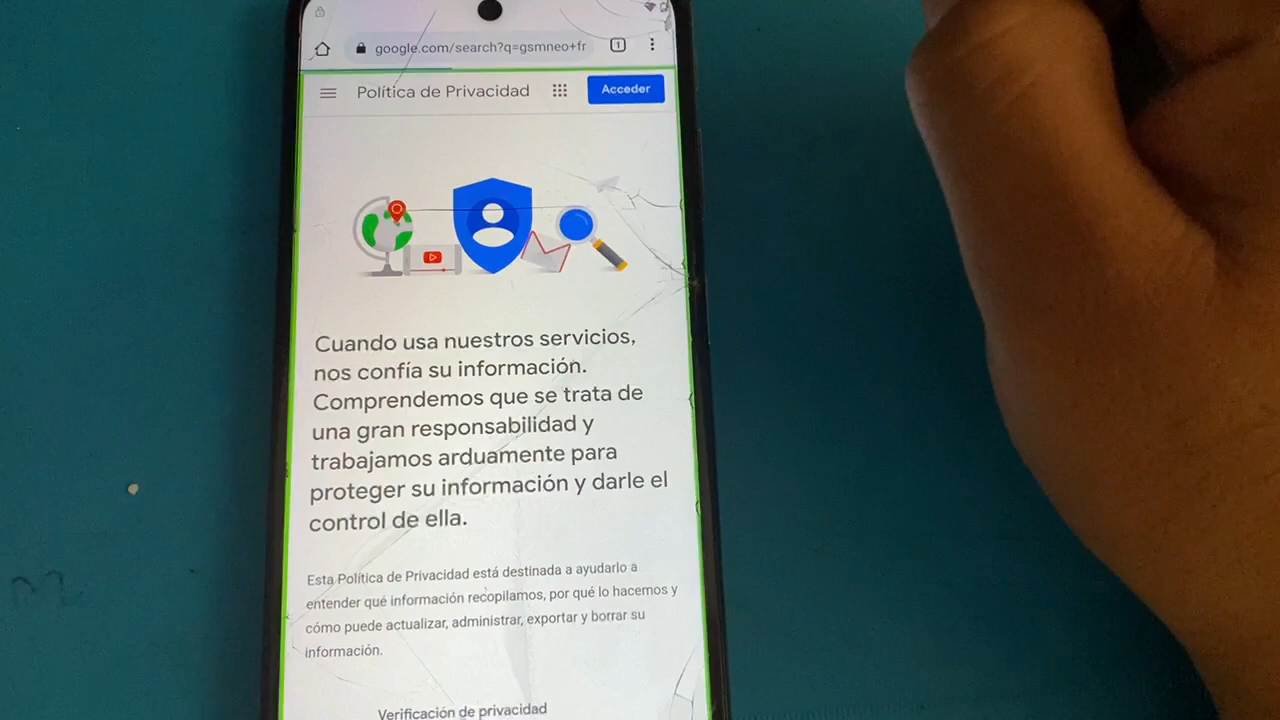 google.com/search?q=gsmneo+fr
1
Política de Privacidad
Acceder
Cuando usa nuestros servicios,
nos confía su información.
Comprendemos que se trata de
una gran responsabilidad y
trabajamos arduamente para
proteger su información y darle el
control de ella.
Esta Política de Privacidad está destinada a ayudarlo a
entender qué información recopilamos, por qué lo hacemos y
cómo puede actualizar, administrar, exportar y borrar su
información.
Verificación de privacidad